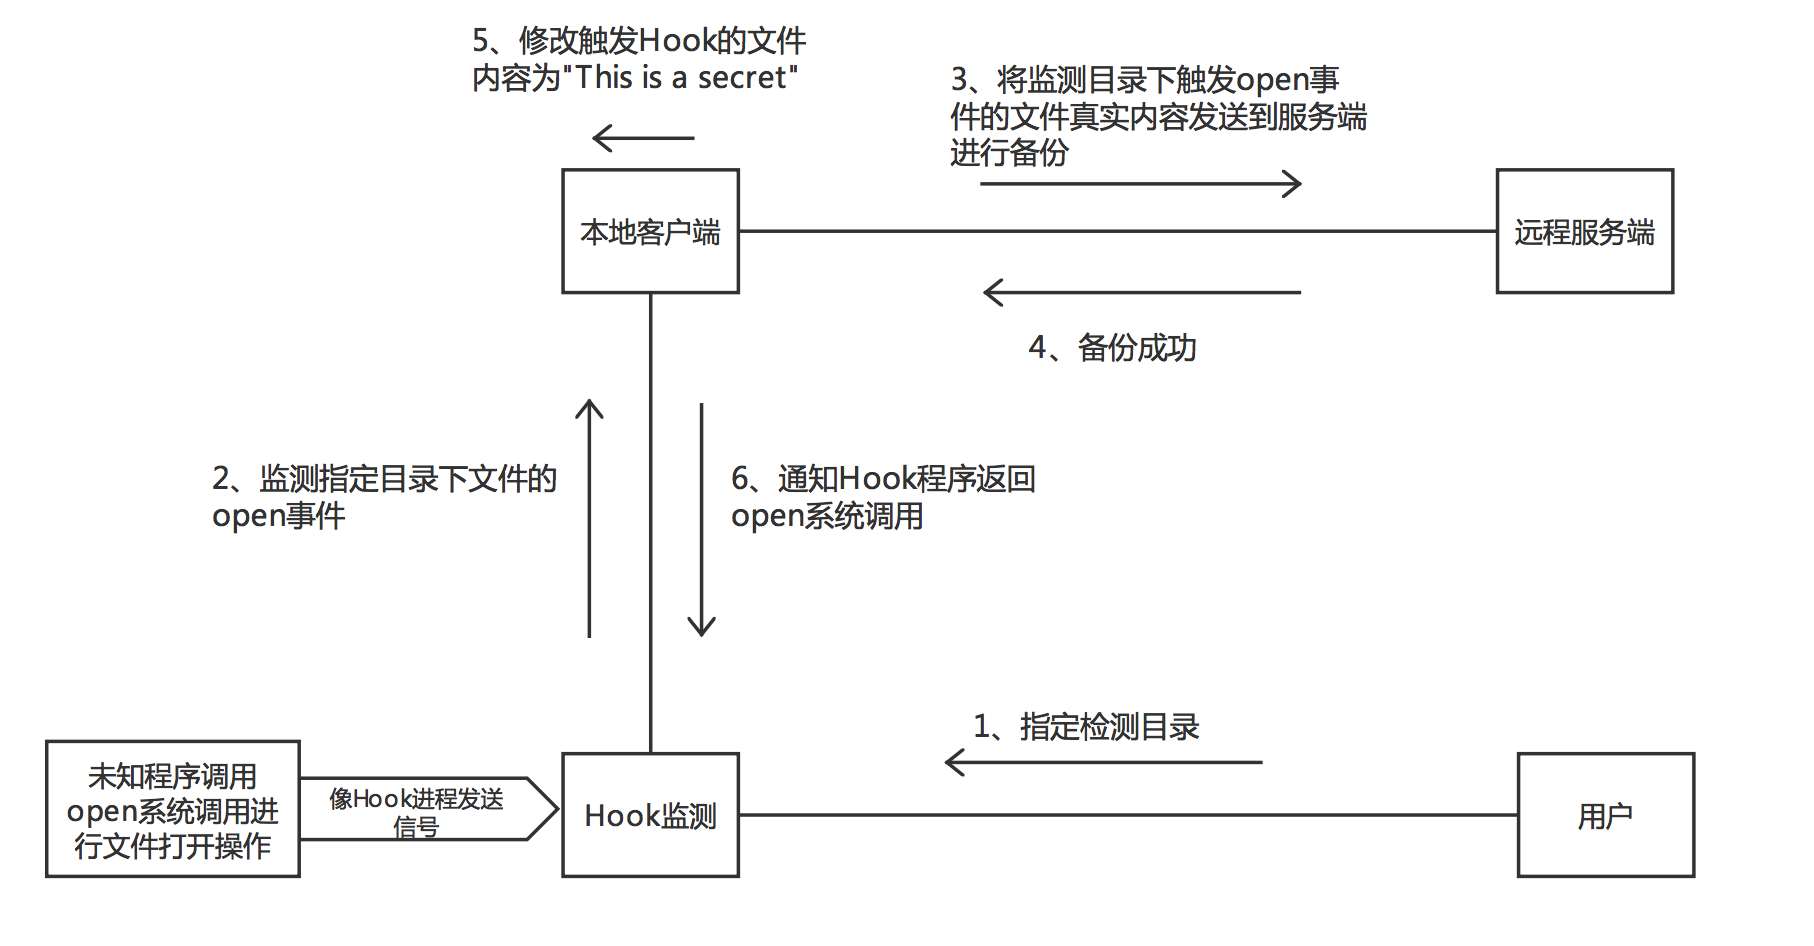 5、修改触发Hook的文件
内容为"This is a secret"
3、将监测目录下触发open事
件的文件真实内容发送到服务端
进行备份
本地客户端
远程服务端
4、备份成功
2、监测指定目录下文件的
open事件
6、通知Hook程序返回
open系统调用
1、指定检测目录
未知程序调用
open系统调用进
行文件打开操作
像Hook进程发送
信号
Hook监测
用户